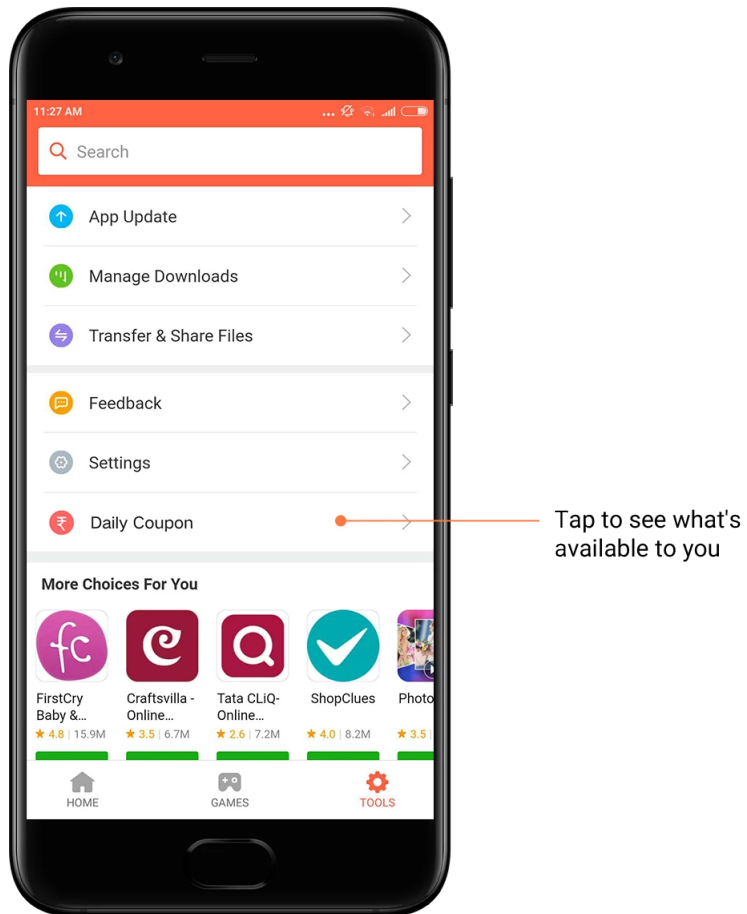 11:27 AM
Search
App Update
Manage Downloads
Transfer & Share Files
Feedback
Settings
₹ Daily Coupon
Tap to see what's
available to you
More Choices For You
fc
e
FirstCry
Baby &...
★ 4.8 | 15.9M
Craftsvilla -
Online...
★ 3.5 | 6.7M
Tata CLiQ-
Online...
★ 2.6 | 7.2M
ShopClues
★ 4.0 | 8.2M
Photo
★ 3.5 |
HOME
GAMES
TOOLS